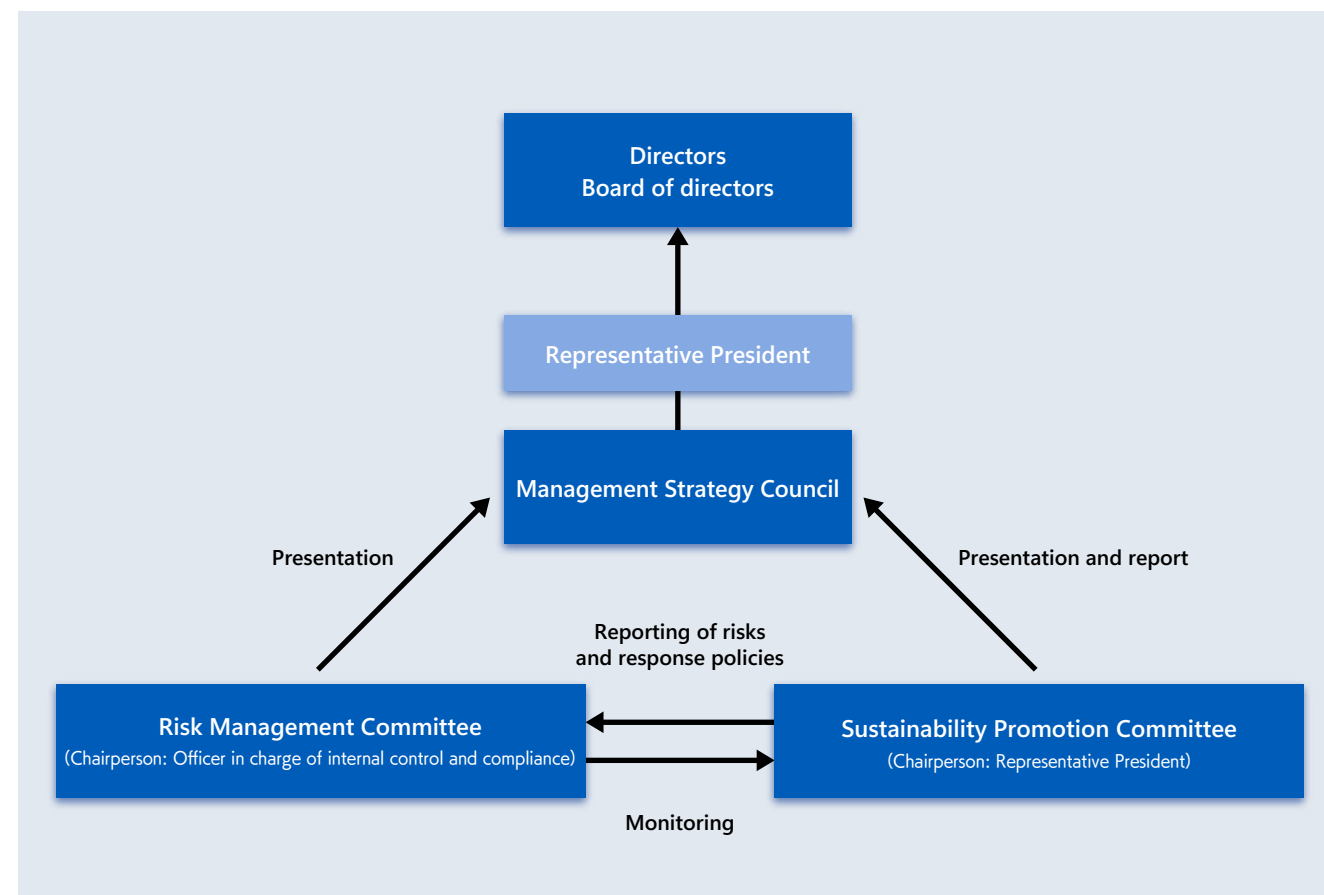 Directors
Board of directors
Representative President
Management Strategy Council
Presentation
Presentation and report
Reporting of risks
and response policies
Risk Management Committee
(Chairperson: Officer in charge of internal control and compliance)
Sustainability Promotion Committee
(Chairperson: Representative President)
Monitoring